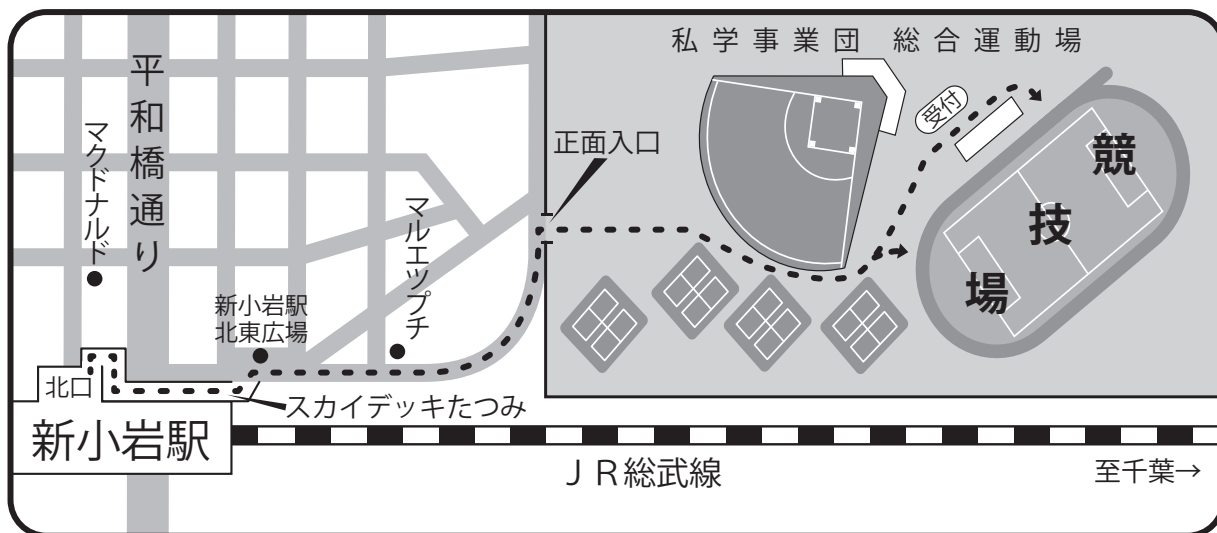 私学事業団 総合運動場
平和橋通り
マクドナルド
正面入口
受付
競技場
マルエツプチ
新小岩駅
北東広場
北口
スカイデッキたつみ
新小岩駅
ＪＲ総武線
至千葉→